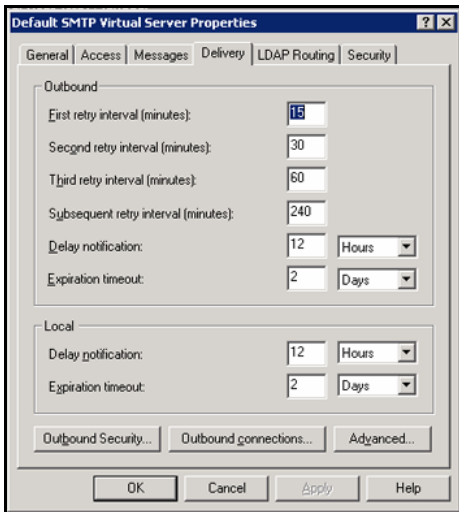 Default SMTP Virtual Server Properties
General Access Messages Delivery LDAP Routing Security
Outbound
First retry interval (minutes): 15
Second retry interval (minutes): 30
Third retry interval (minutes): 60
Subsequent retry interval (minutes): 240
Delay notification: 12 Hours
Expiration timeout: 2 Days
Local
Delay notification: 12 Hours
Expiration timeout: 2 Days
Outbound Security... Outbound connections... Advanced...
OK Cancel Apply Help